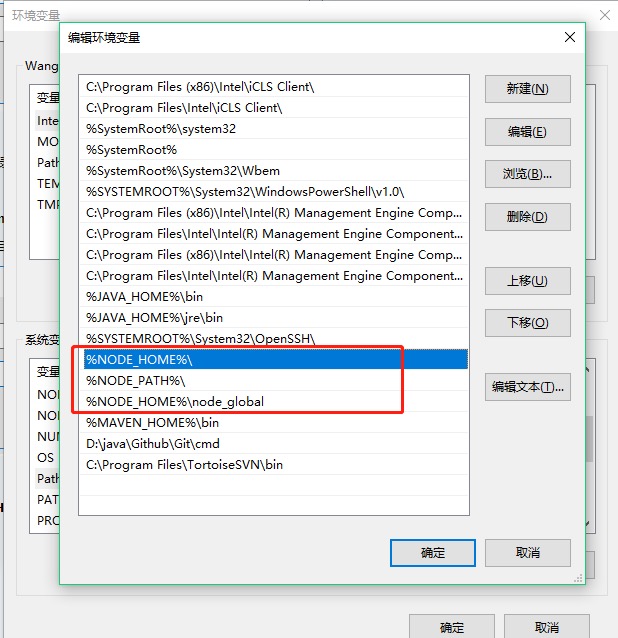 环境变量
编辑环境变量
Wang
变量
Inte
MO
Path
TEM
TMF
C:\Program Files (x86)\Intel\iCLS Client\
C:\Program Files\Intel\iCLS Client\
%SystemRoot%\system32
%SystemRoot%
%SystemRoot%\System32\Wbem
%SYSTEMROOT%\System32\WindowsPowerShell\v1.0\
C:\Program Files (x86)\Intel\Intel(R) Management Engine Comp...
C:\Program Files\Intel\Intel(R) Management Engine Component...
C:\Program Files (x86)\Intel\Intel(R) Management Engine Comp...
C:\Program Files\Intel\Intel(R) Management Engine Component...
%JAVA_HOME%\bin
%JAVA_HOME%\jre\bin
%SYSTEMROOT%\System32\OpenSSH\
%NODE_HOME%\
%NODE_PATH%\
%NODE_HOME%\node_global
%MAVEN_HOME%\bin
D:\java\Github\Git\cmd
C:\Program Files\TortoiseSVN\bin
新建(N)
编辑(E)
浏览(B)...
删除(D)
上移(U)
下移(O)
编辑文本(T)...
系统变
变量
NO
NO
NUI
OS
Path
PAT
PRC
确定
取消
确定
取消